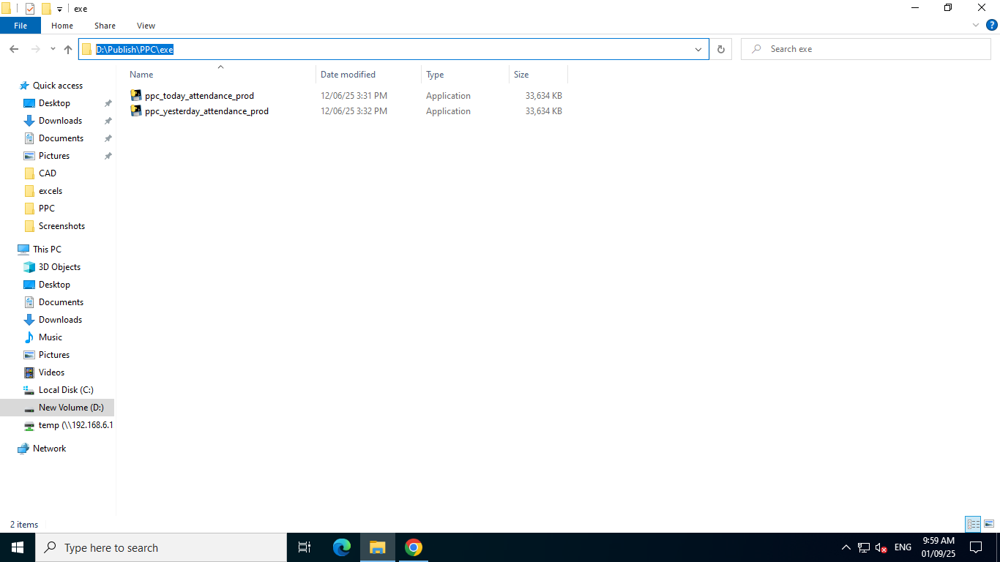 exe
File Home Share View
D:\Publish\PPC\exe
Search exe
Name Date modified Type Size
ppc_today_attendance_prod 12/06/25 3:31 PM Application 33,634 KB
ppc_yesterday_attendance_prod 12/06/25 3:32 PM Application 33,634 KB
Quick access
Desktop
Downloads
Documents
Pictures
CAD
excels
PPC
Screenshots
This PC
3D Objects
Desktop
Documents
Downloads
Music
Pictures
Videos
Local Disk (C:)
New Volume (D:)
temp (\\192.168.6.1
Network
2 items
Type here to search
ENG
9:59 AM
01/09/25